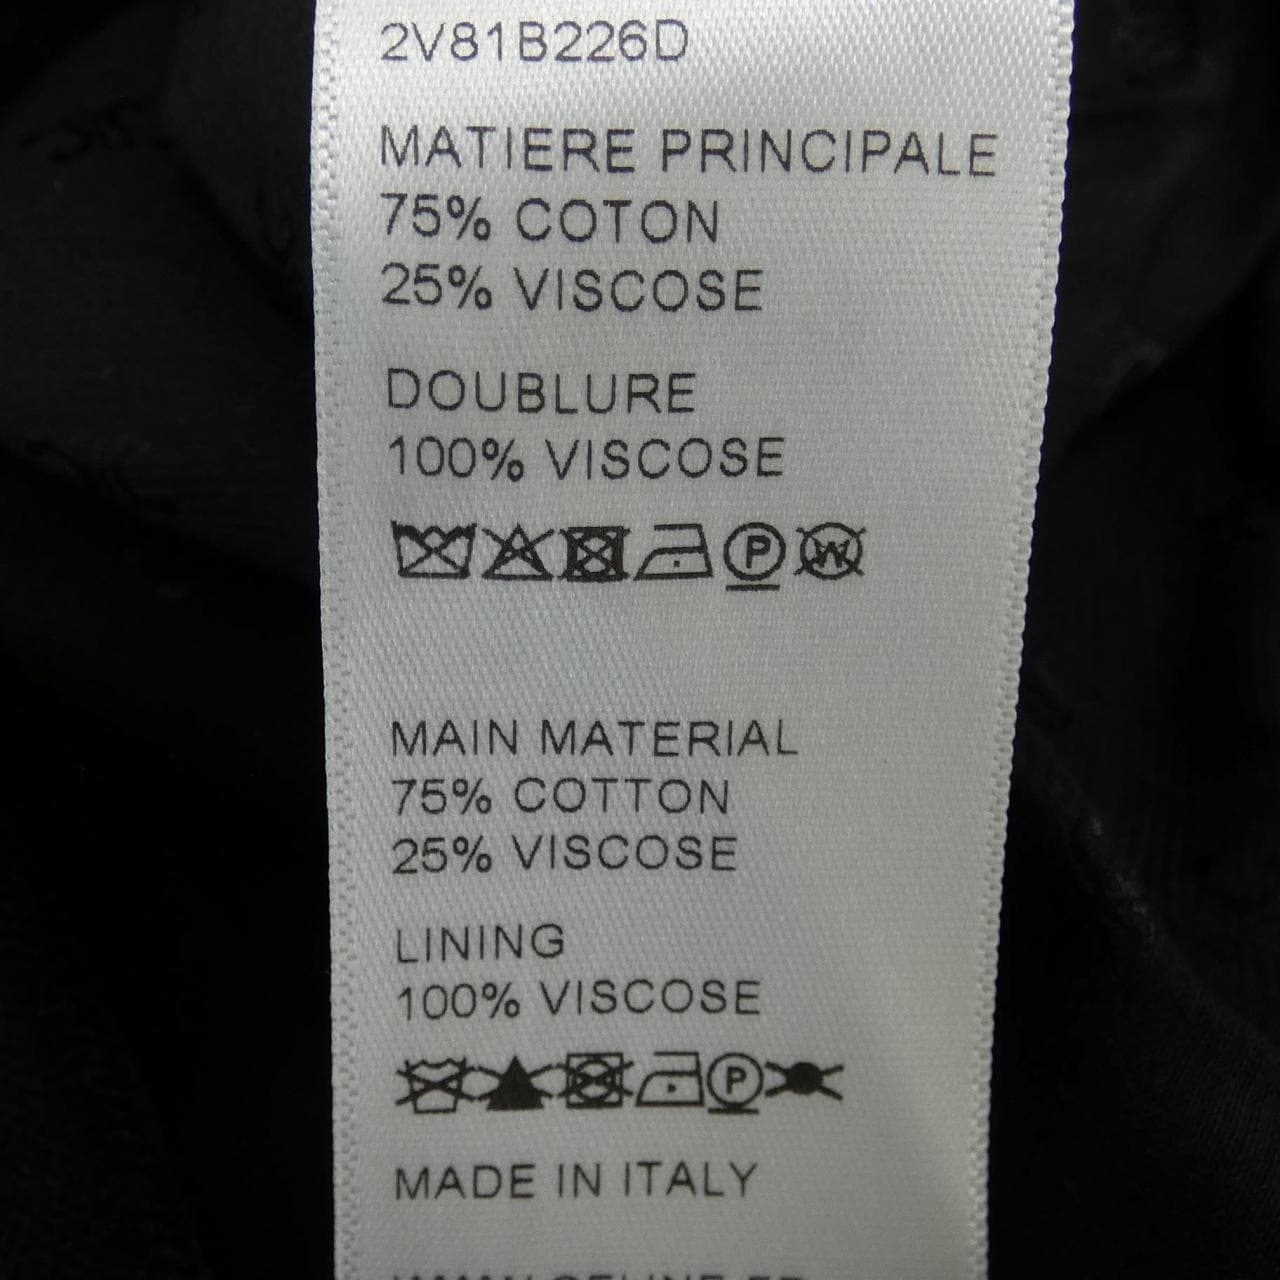 2V81B226D
MATIERE PRINCIPALE
75% COTON
25% VISCOSE
DOUBLURE
100% VISCOSE
P W
MAIN MATERIAL
75% COTTON
25% VISCOSE
LINING
100% VISCOSE
P
MADE IN ITALY